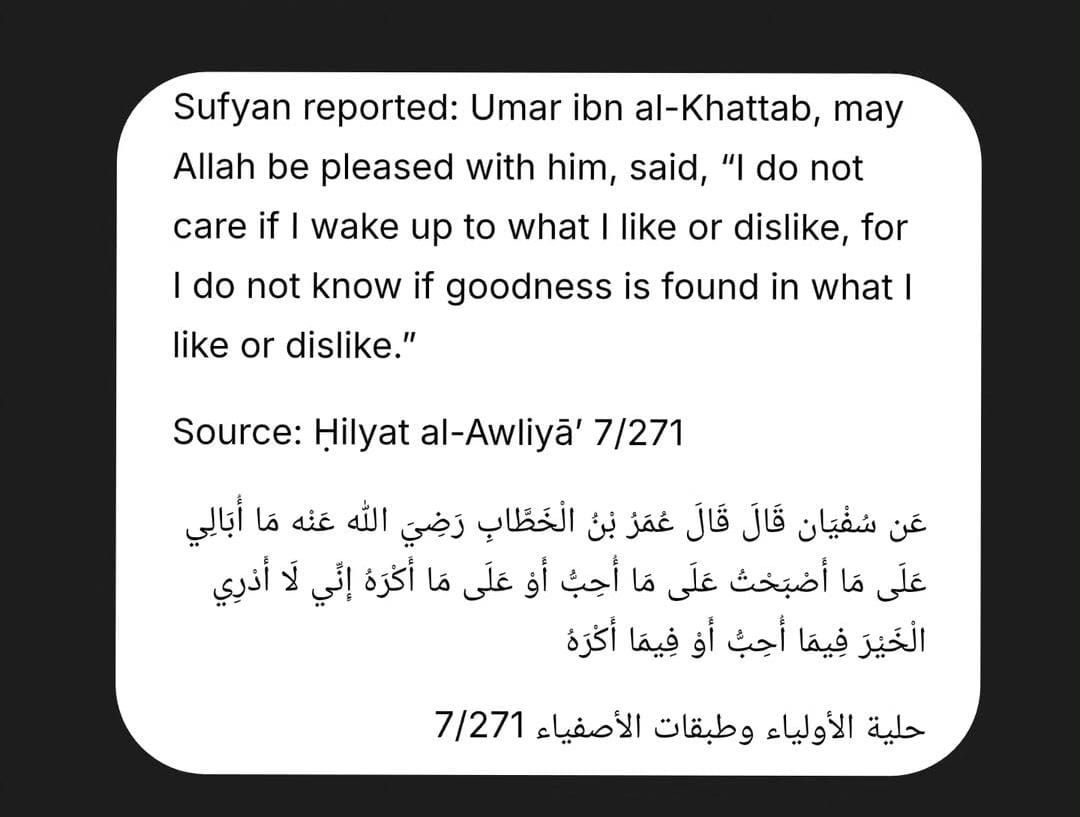 Sufyan reported: Umar ibn al-Khattab, may
Allah be pleased with him, said, “I do not
care if I wake up to what I like or dislike, for
I do not know if goodness is found in what I
like or dislike.”
Source: Ḥilyat al-Awliyā’ 7/271
عَن سُفْيَان قَالَ قَالَ عُمَرُ بْنُ الْخَطَّابِ رَضِيَ اللّٰه عَنْه مَا أُبَالِي
عَلَى مَا أَصْبَحْتُ عَلَى مَا أُحِبُّ أَوْ عَلَى مَا أَكْرَهُ إِنِّي لَا أَدْرِي
الْخَيْرَ فِيمَا أُحِبُّ أَوْ فِيمَا أَكْرَهُ
حلية الأولياء وطبقات الأصفياء 7/271